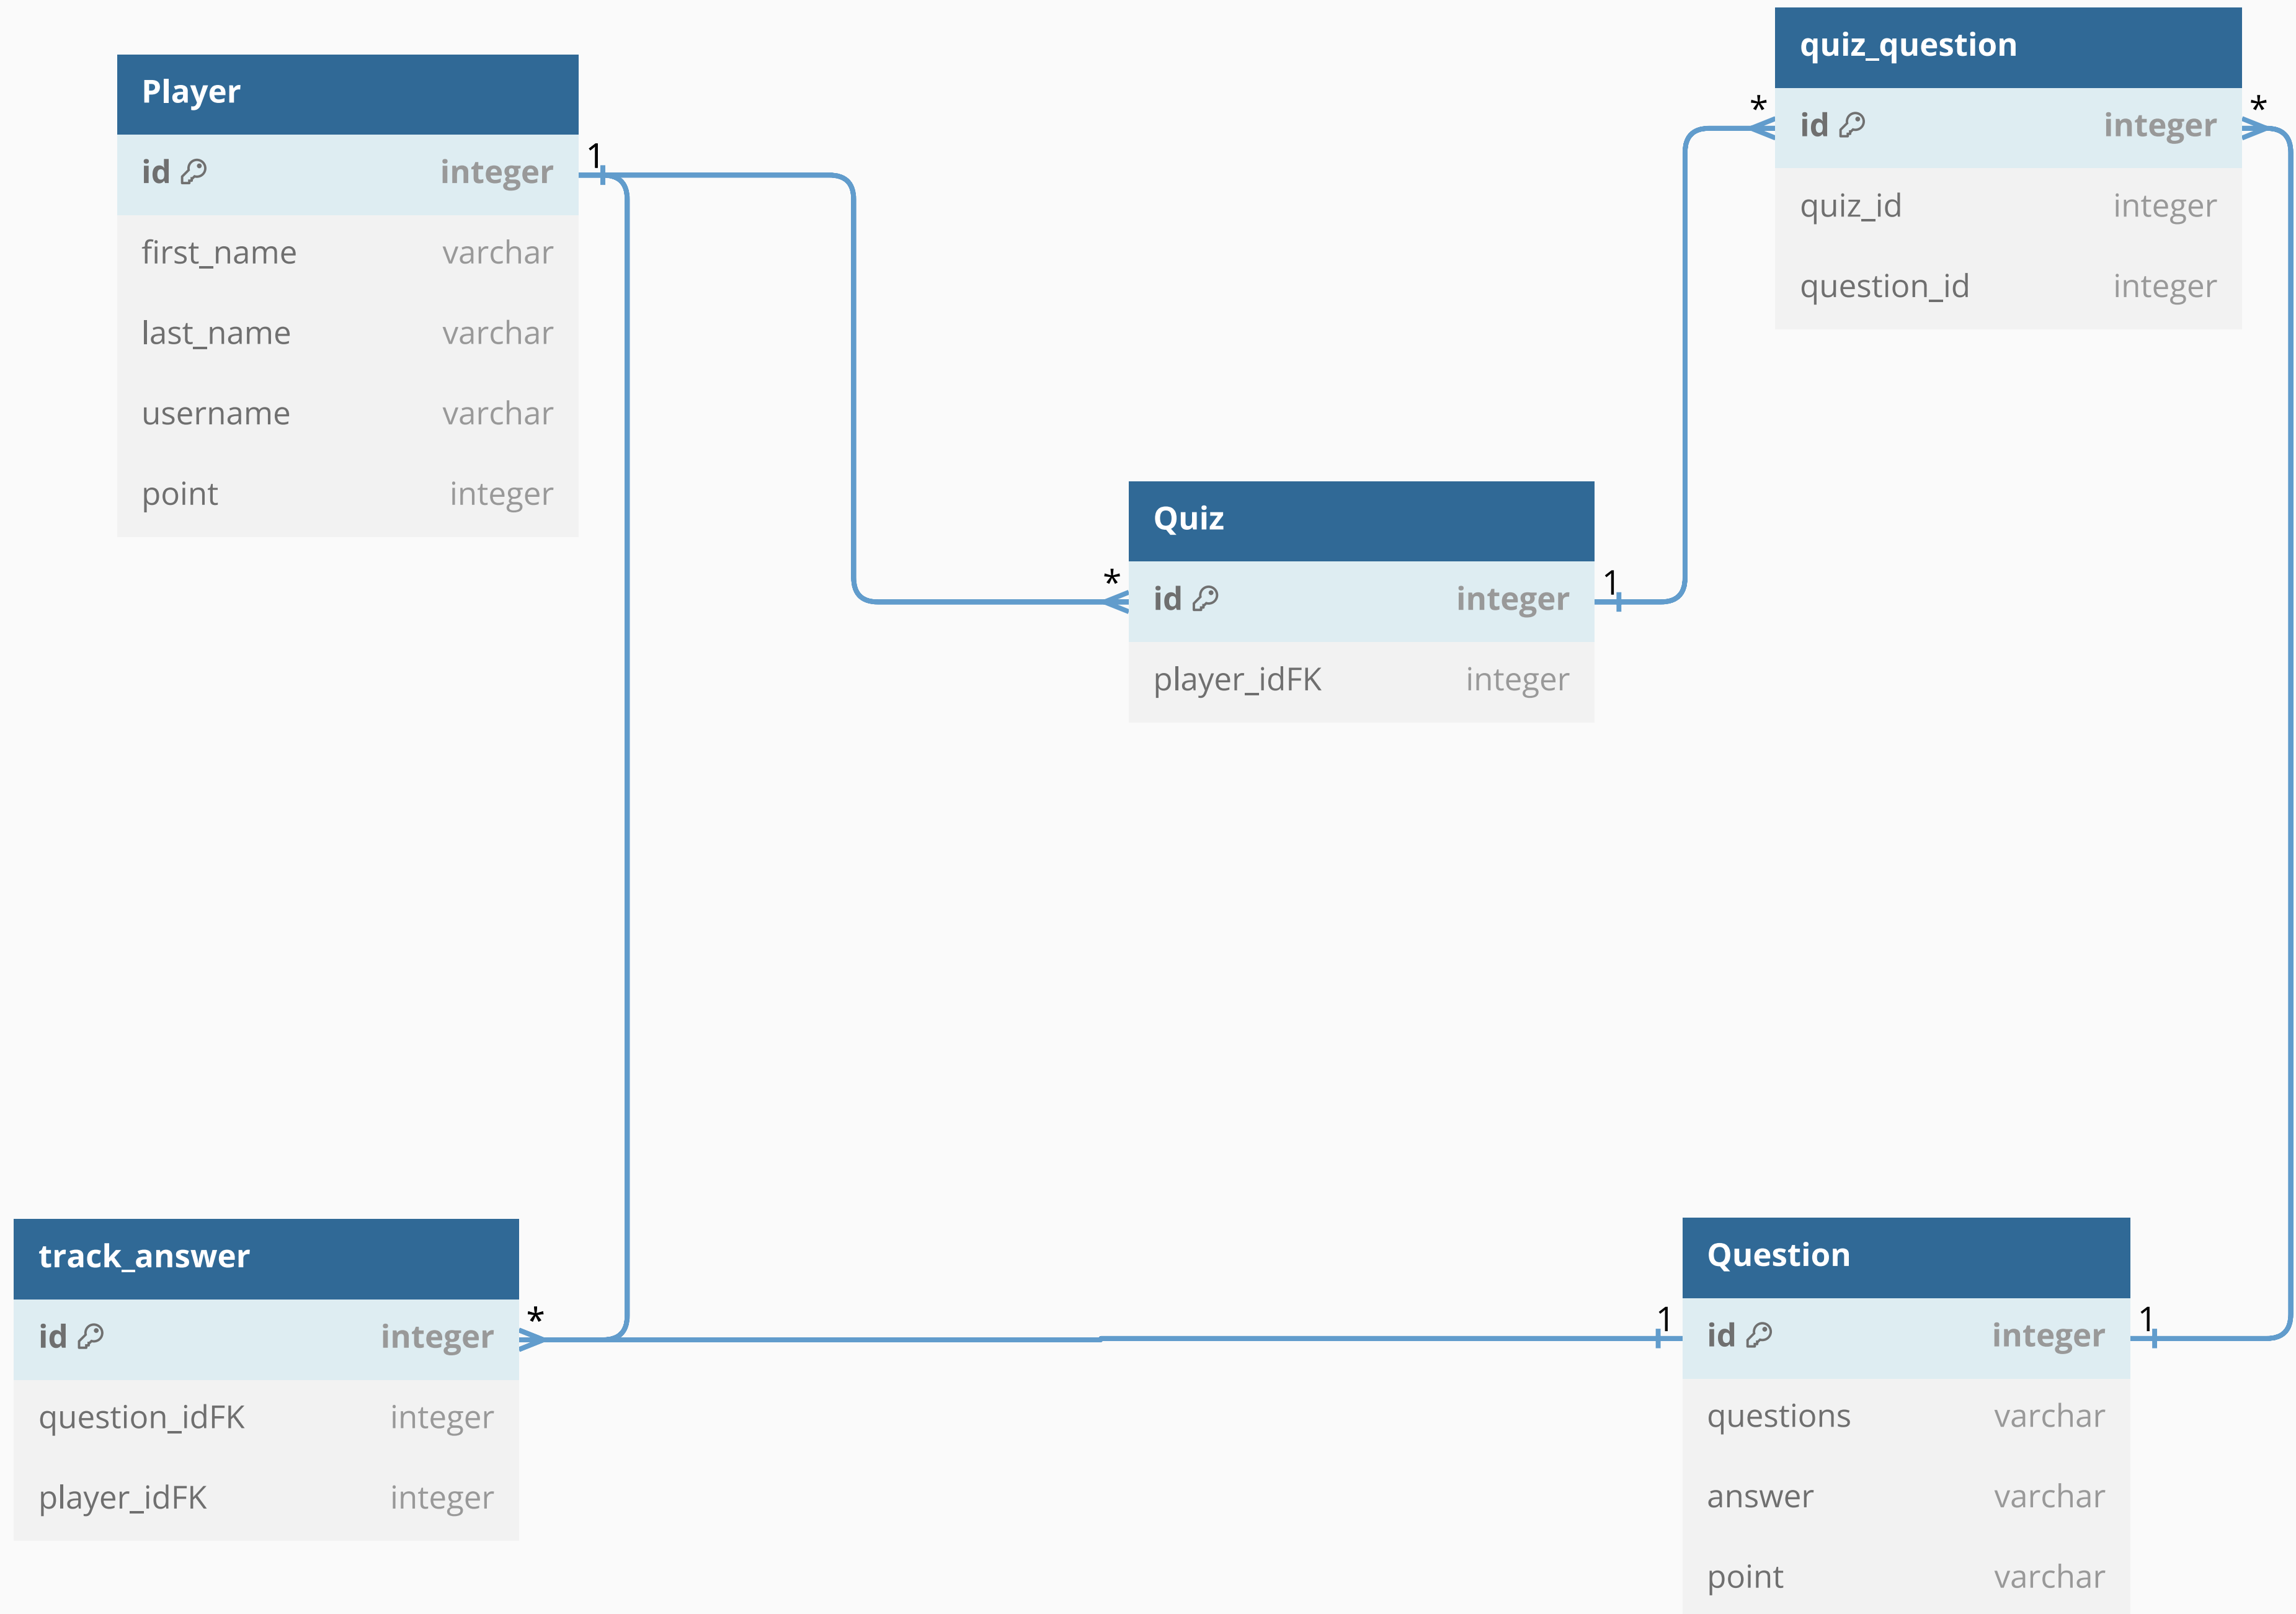 Player
id integer
first_name varchar
last_name varchar
username varchar
point integer
1
quiz_question
* id integer *
quiz_id integer
question_id integer
Quiz
* id integer 1
player_idFK integer
track_answer
id integer *
question_idFK integer
player_idFK integer
Question
1 id integer 1
questions varchar
answer varchar
point varchar